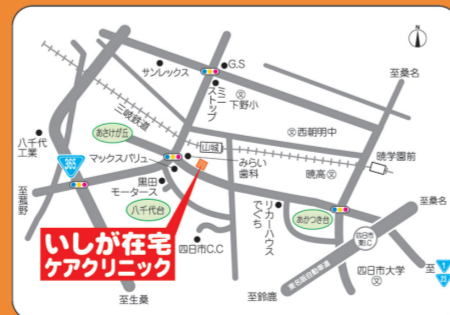 至桑名
サンレックス
G.S
ミニ
ストップ
㊛下野小
三岐鉄道
あさけが丘
八千代
工業
マックスバリュ
山城
文西朝明中
暁学園前
みらい
歯科
暁高文
365
至菰野
黒田
モータース
八千代台
リカーハウス
でぐち
あかつき台
至桑名
いしが在宅
ケアクリニック
四日市C.C
四日市
東I.C
東名阪自動車道
四日市大学
文
至
1
23
至生桑
至鈴鹿